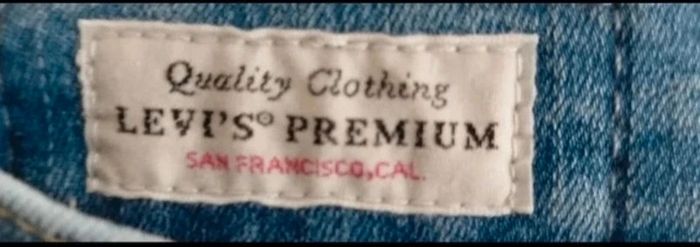 Quality Clothing
LEVI'S® PREMIUM
SAN FRANCISCO, CAL.